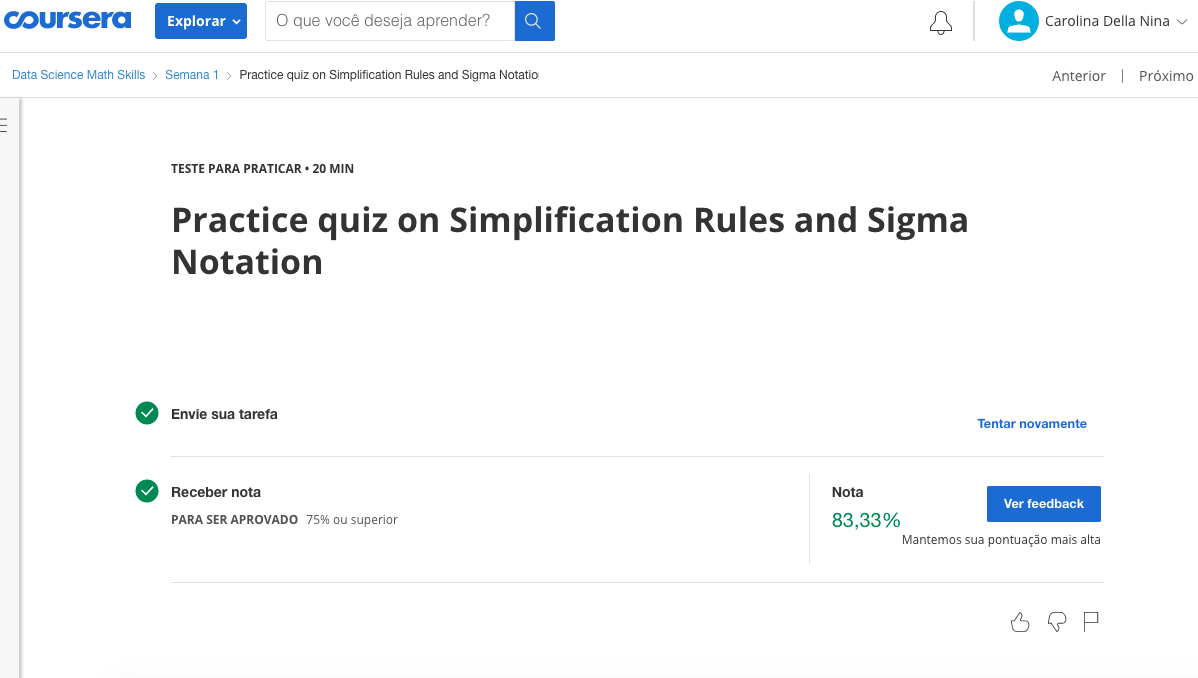 coursera Explorar O que você deseja aprender? Carolina Della Nina
Data Science Math Skills Semana 1 Practice quiz on Simplification Rules and Sigma Notatio Anterior | Próximo
TESTE PARA PRATICAR • 20 MIN
Practice quiz on Simplification Rules and Sigma
Notation
Envie sua tarefa
Tentar novamente
Receber nota
PARA SER APROVADO 75% ou superior
Nota
83,33%
Ver feedback
Mantemos sua pontuação mais alta